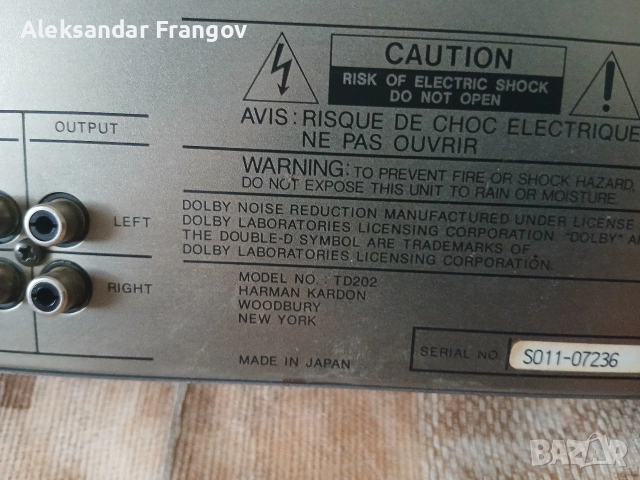 Aleksandar Frangov
CAUTION
RISK OF ELECTRIC SHOCK
DO NOT OPEN
AVIS: RISQUE DE CHOC ELECTRIQUE
NE PAS OUVRIR
WARNING: TO PREVENT FIRE OR SHOCK HAZARD,
DO NOT EXPOSE THIS UNIT TO RAIN OR MOISTURE.
OUTPUT
LEFT
RIGHT
DOLBY NOISE REDUCTION MANUFACTURED UNDER LICENSE
DOLBY LABORATORIES LICENSING CORPORATION "DOLBY" A
THE DOUBLE-D SYMBOL ARE TRADEMARKS OF
DOLBY LABORATORIES LICENSING CORPORATION.
MODEL NO. : TD202
HARMAN KARDON
WOODBURY
NEW YORK
MADE IN JAPAN
SERIAL NO. S011-07236
BAZAR